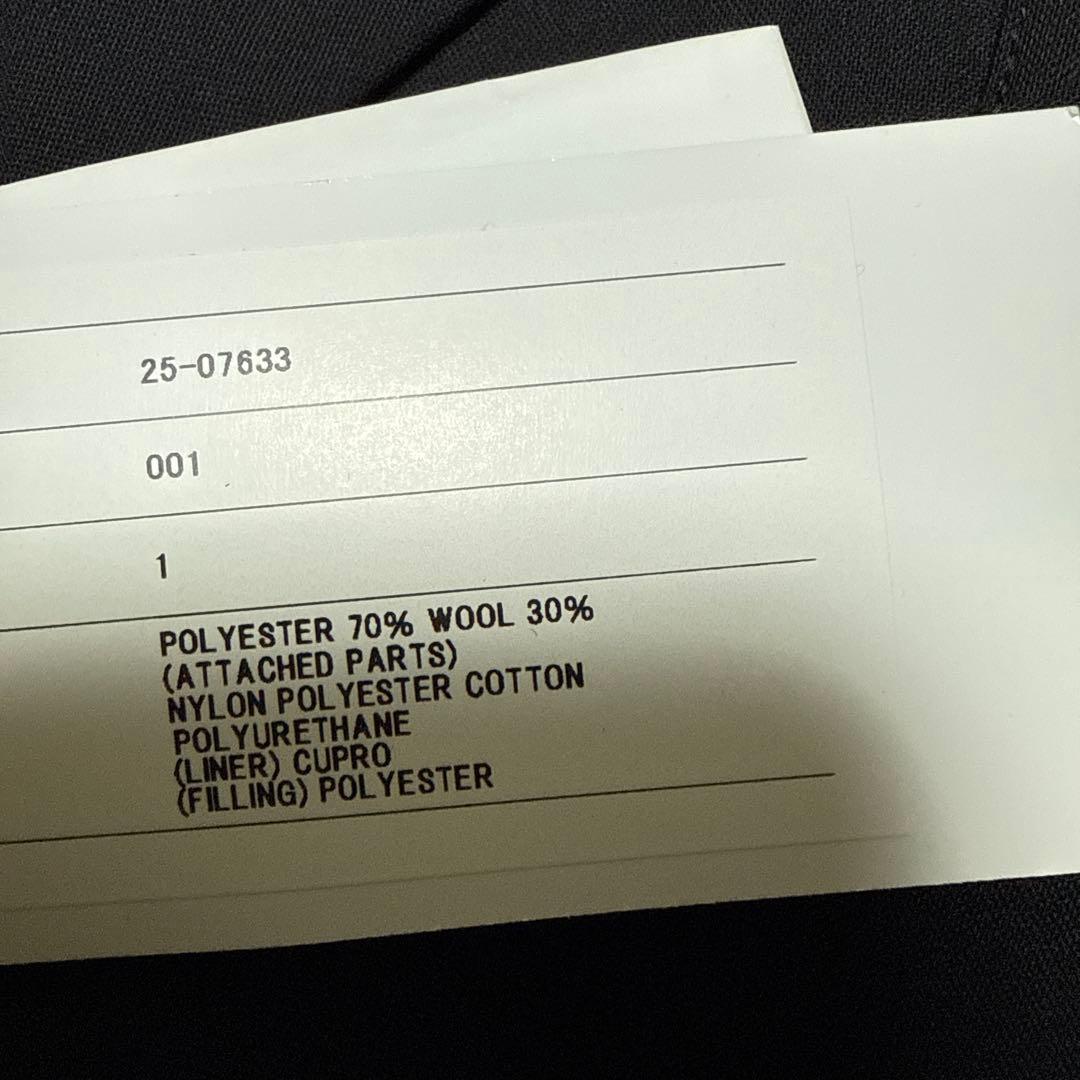 25-07633
001
1
POLYESTER 70% WOOL 30%
(ATTACHED PARTS)
NYLON POLYESTER COTTON
POLYURETHANE
(LINER) CUPRO
(FILLING) POLYESTER